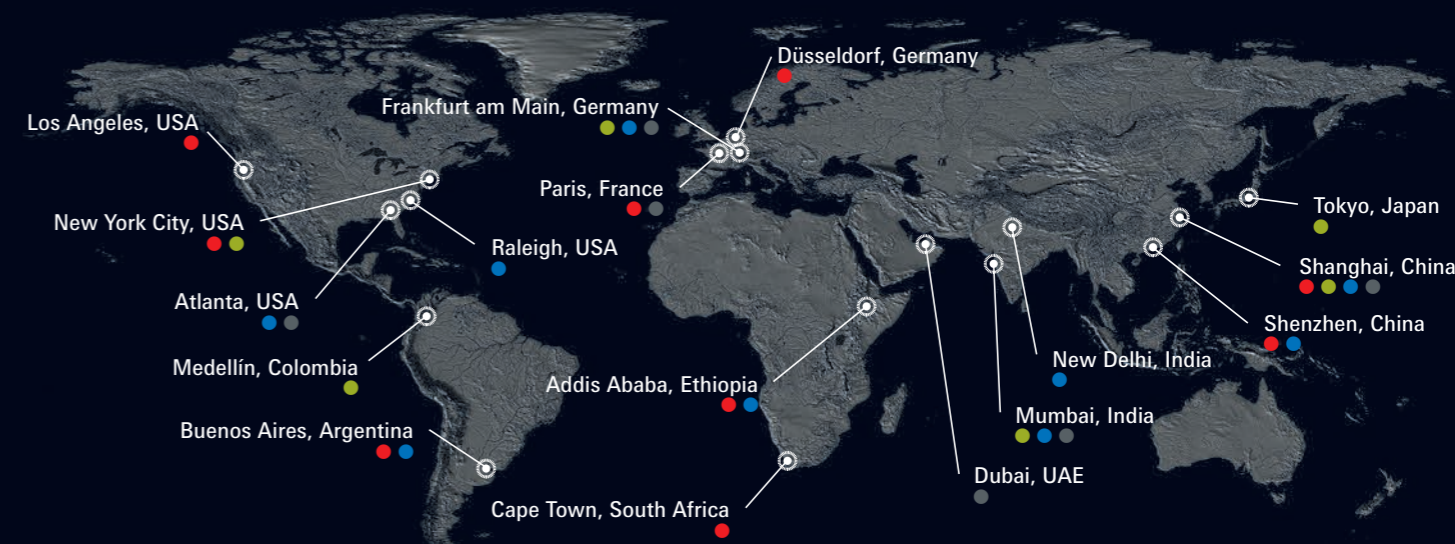 Düsseldorf, Germany
Frankfurt am Main, Germany
Los Angeles, USA
Paris, France
Tokyo, Japan
New York City, USA
Raleigh, USA
Shanghai, China
Atlanta, USA
Shenzhen, China
New Delhi, India
Medellín, Colombia
Addis Ababa, Ethiopia
Mumbai, India
Buenos Aires, Argentina
Dubai, UAE
Cape Town, South Africa